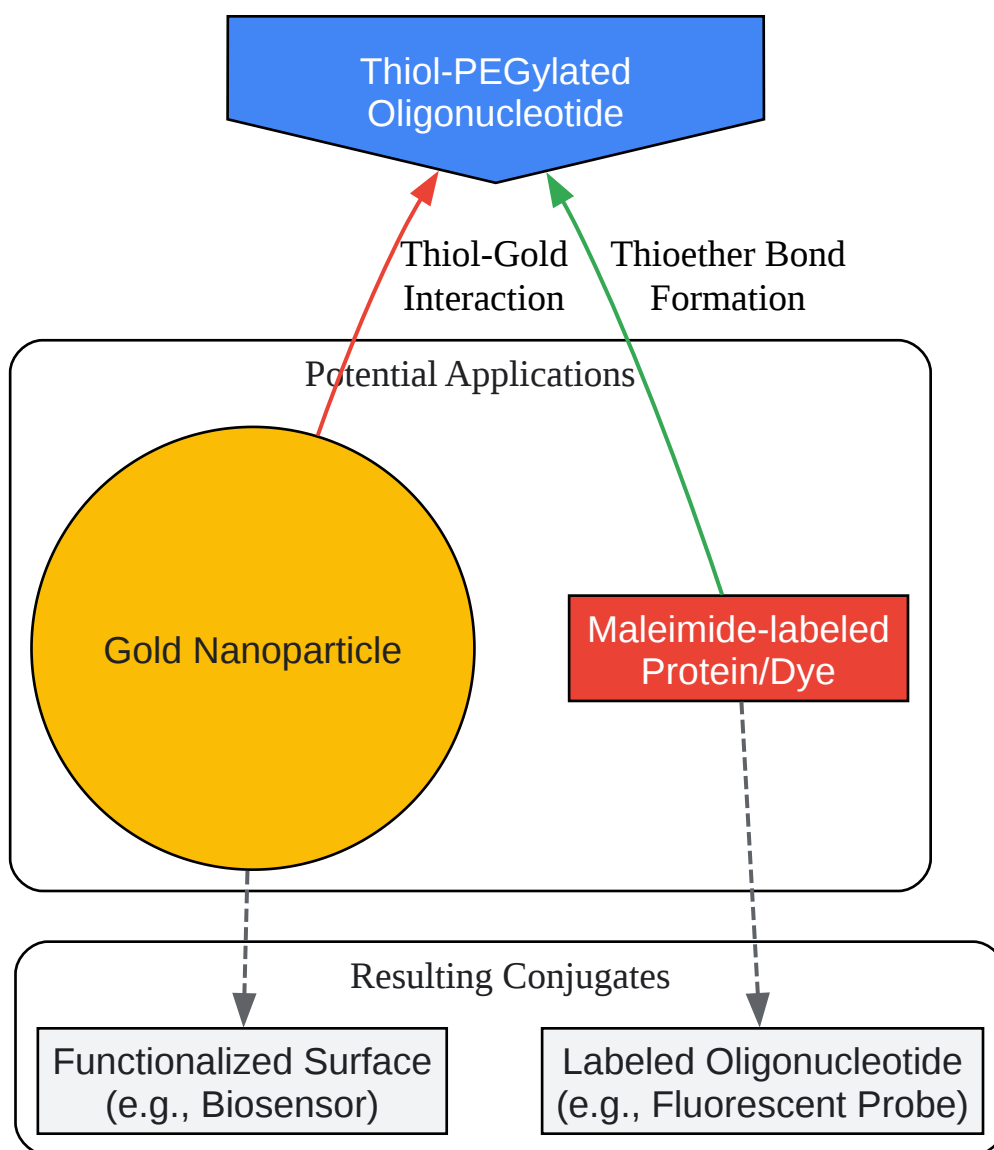 Thiol-PEGylated
Oligonucleotide
Thiol-Gold
Interaction
Thioether Bond
Formation
Potential Applications
Gold Nanoparticle
Maleimide-labeled
Protein/Dye
Resulting Conjugates
Functionalized Surface
(e.g., Biosensor)
Labeled Oligonucleotide
(e.g., Fluorescent Probe)